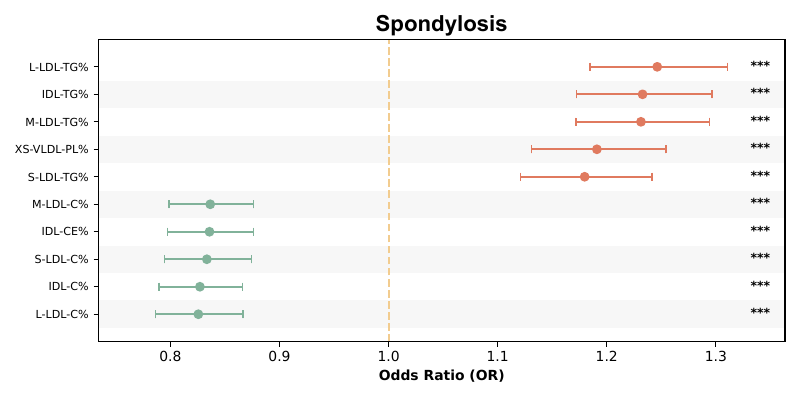 Spondylosis
L-LDL-TG% ***
IDL-TG% ***
M-LDL-TG% ***
XS-VLDL-PL% ***
S-LDL-TG% ***
M-LDL-C% ***
IDL-CE% ***
S-LDL-C% ***
IDL-C% ***
L-LDL-C% ***
0.8 0.9 1.0 1.1 1.2 1.3
Odds Ratio (OR)